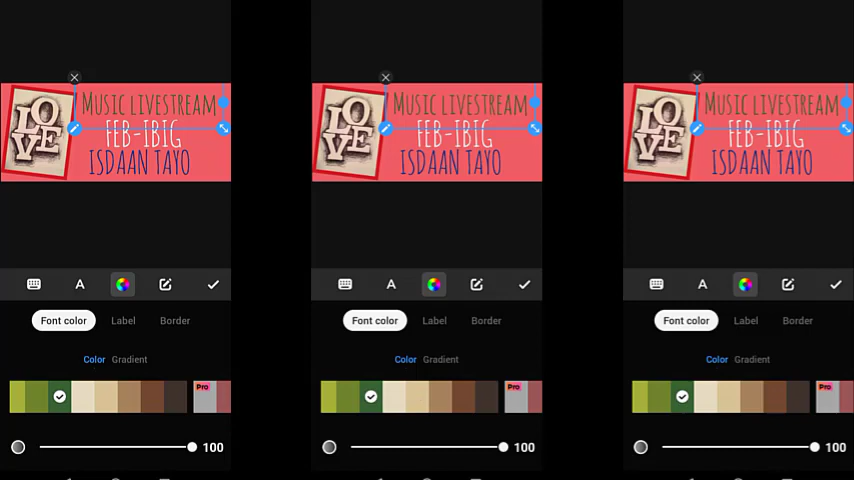 LOVE
MUSIC LIVESTREAM
FEB-IBIG
ISDAAN TAYO
A
Font color Label Border
Color Gradient
Pro
100
LOVE
MUSIC LIVESTREAM
FEB-IBIG
ISDAAN TAYO
A
Font color Label Border
Color Gradient
Pro
100
LOVE
MUSIC LIVESTREAM
FEB-IBIG
ISDAAN TAYO
A
Font color Label Border
Color Gradient
Pro
100